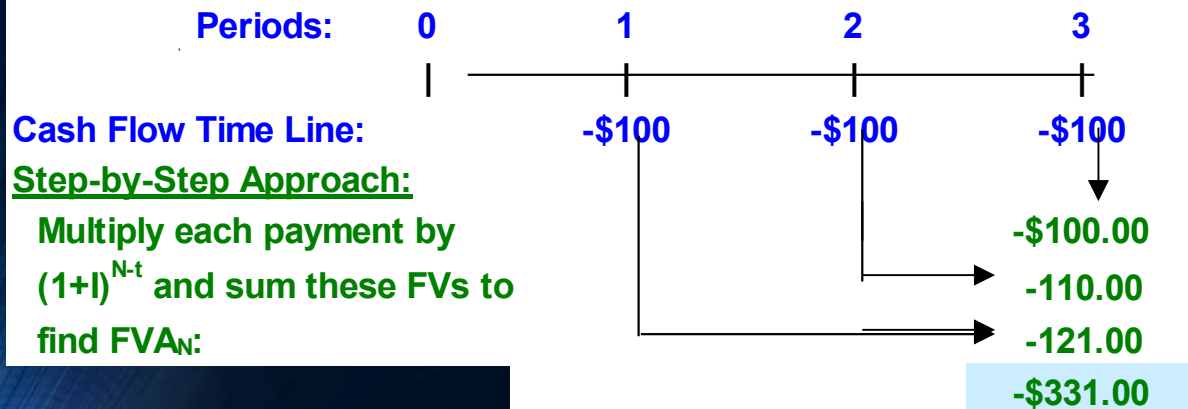 Periods: 0 1 2 3
Cash Flow Time Line: -$100 -$100 -$100
Step-by-Step Approach:
Multiply each payment by -$100.00
(1+I)^N-t and sum these FVs to -110.00
find FVAN: -121.00
-$331.00